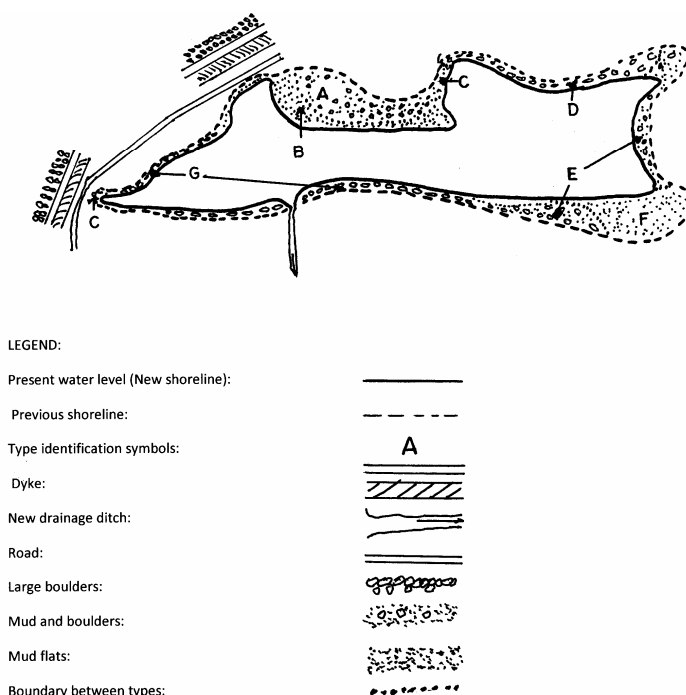 A
C
D
B
E
G
C
F
LEGEND:
Present water level (New shoreline):
Previous shoreline:
Type identification symbols: A
Dyke:
New drainage ditch:
Road:
Large boulders:
Mud and boulders:
Mud flats:
Boundary between types: